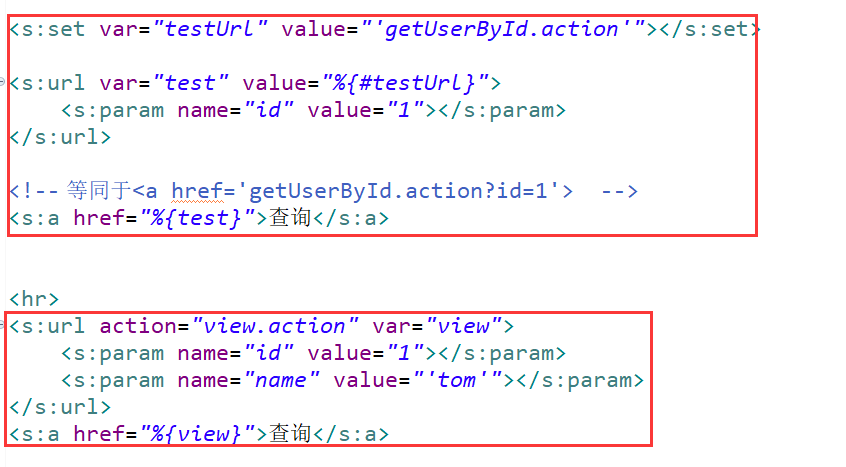 <s:set var="testUrl" value="'getUserById.action'"></s:set>
<s:url var="test" value="%{#testUrl}">
<s:param name="id" value="1"></s:param>
</s:url>
<!-- 等同于<a href='getUserById.action?id=1'>  -->
<s:a href="%{test}">查询</s:a>
<hr>
<s:url action="view.action" var="view">
<s:param name="id" value="1"></s:param>
<s:param name="name" value="'tom'"></s:param>
</s:url>
<s:a href="%{view}">查询</s:a>